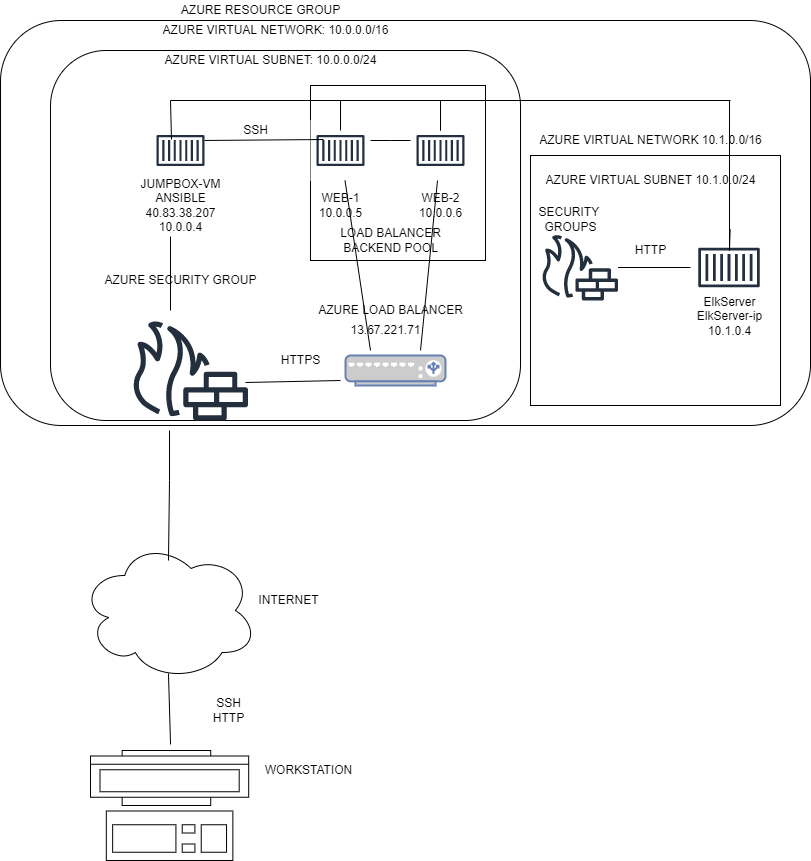 AZURE RESOURCE GROUP
AZURE VIRTUAL NETWORK: 10.0.0.0/16
AZURE VIRTUAL SUBNET: 10.0.0.0/24
SSH
AZURE VIRTUAL NETWORK 10.1.0.0/16
JUMPBOX-VM
ANSIBLE
40.83.38.207
10.0.0.4
WEB-1
10.0.0.5
WEB-2
10.0.0.6
LOAD BALANCER
BACKEND POOL
AZURE VIRTUAL SUBNET 10.1.0.0/24
SECURITY
GROUPS
HTTP
ElkServer
ElkServer-ip
10.1.0.4
AZURE SECURITY GROUP
AZURE LOAD BALANCER
13.67.221.71
HTTPS
INTERNET
SSH
HTTP
WORKSTATION